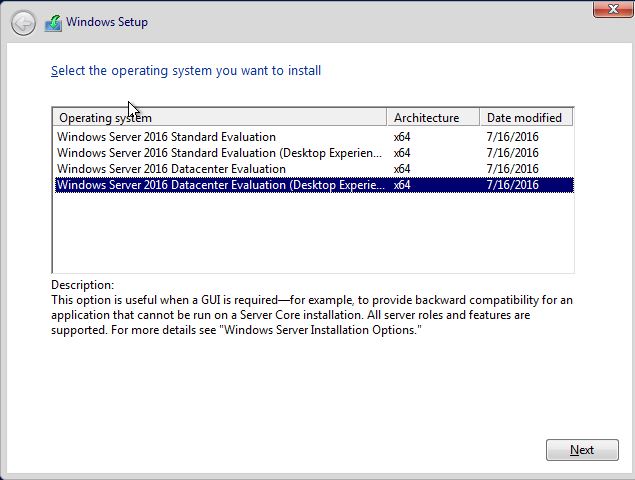 Windows Setup
Select the operating system you want to install
Operating system Architecture Date modified
Windows Server 2016 Standard Evaluation x64 7/16/2016
Windows Server 2016 Standard Evaluation (Desktop Experien... x64 7/16/2016
Windows Server 2016 Datacenter Evaluation x64 7/16/2016
Windows Server 2016 Datacenter Evaluation (Desktop Experie... x64 7/16/2016
Description:
This option is useful when a GUI is required—for example, to provide backward compatibility for an
application that cannot be run on a Server Core installation. All server roles and features are
supported. For more details see "Windows Server Installation Options."
Next